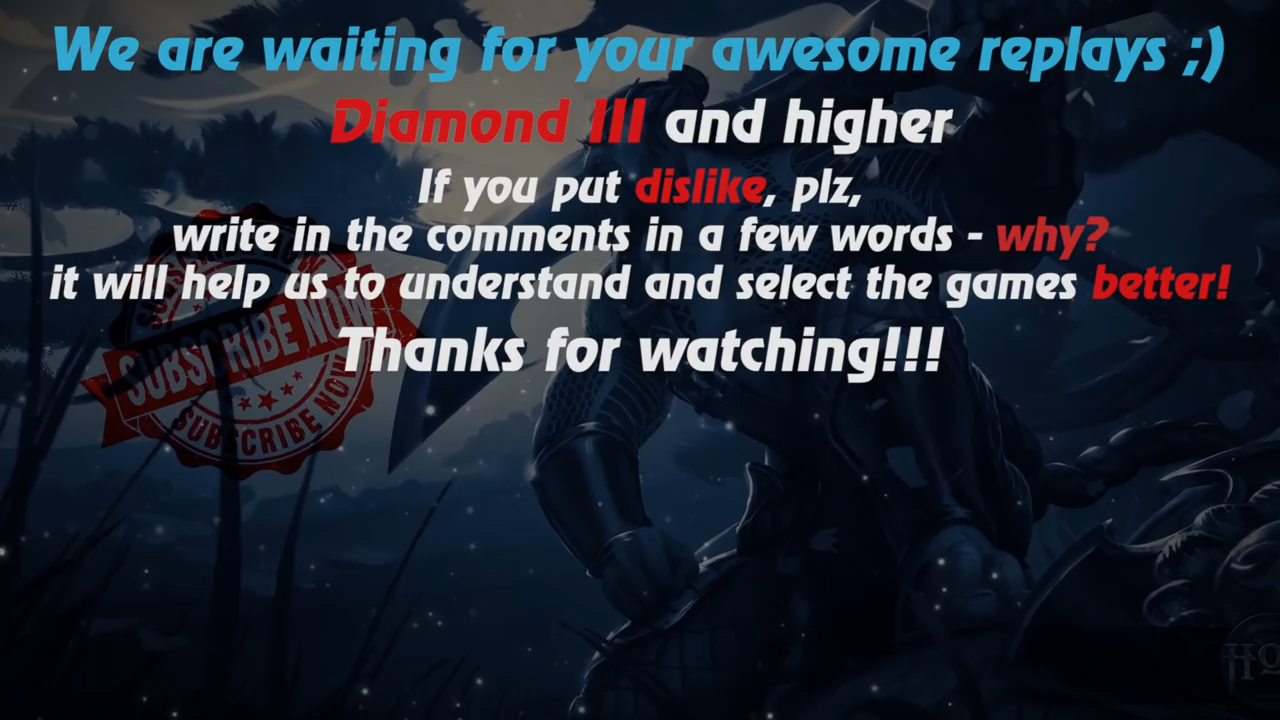 We are waiting for your awesome replays ;)
Diamond III and higher
If you put dislike, plz,
write in the comments in a few words - why?
it will help us to understand and select the games better!
Thanks for watching!!!
SUBSCRIBE NOW
SUBSCRIBE NOW